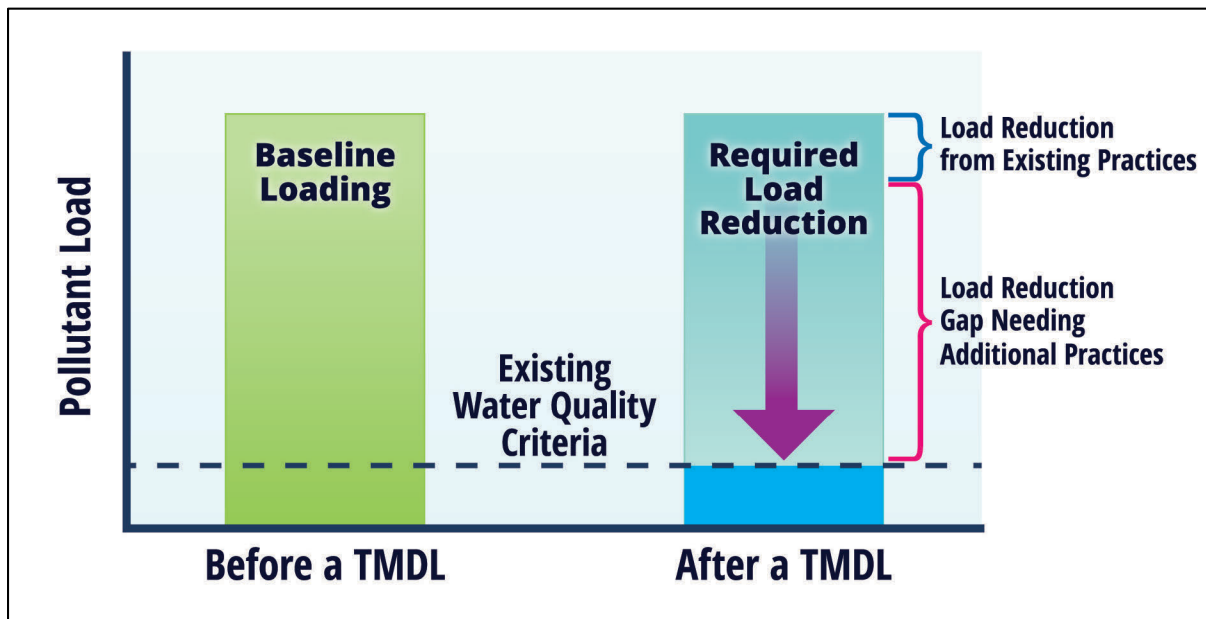 Pollutant Load
Baseline
Loading
Required
Load
Reduction
Load Reduction
from Existing Practices
Load Reduction
Gap Needing
Additional Practices
Existing
Water Quality
Criteria
Before a TMDL
After a TMDL